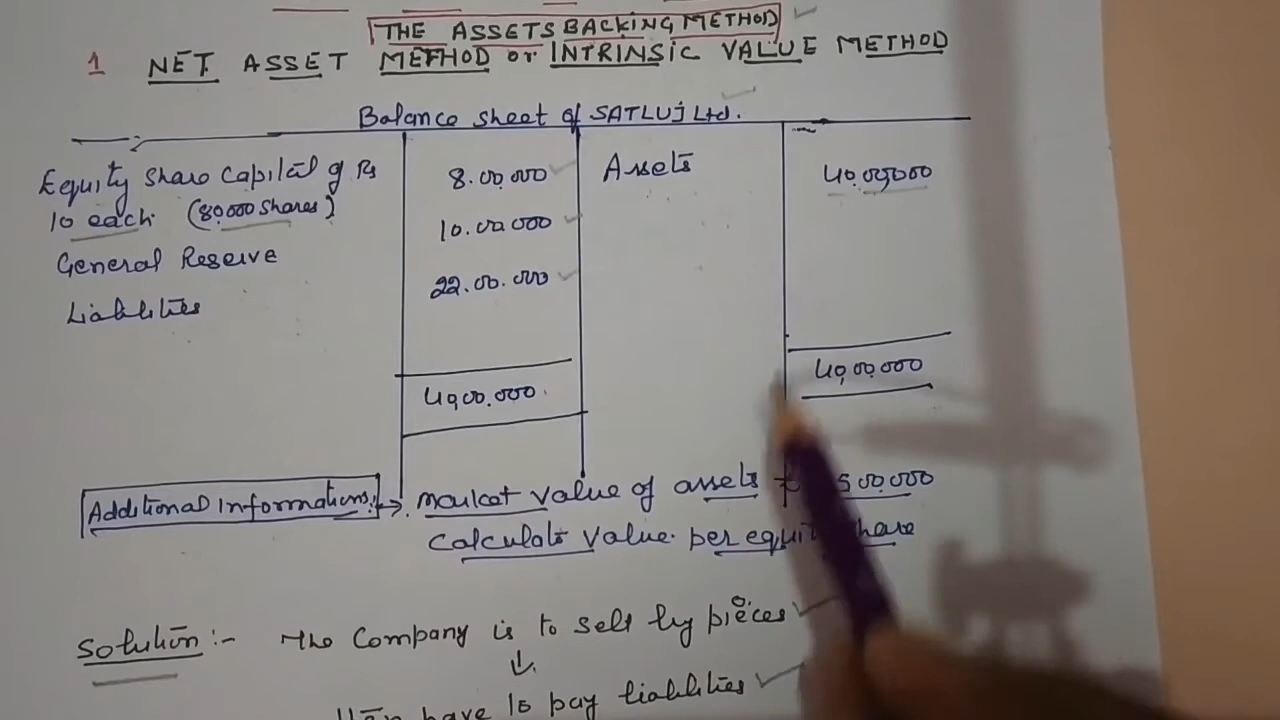 THE ASSETS BACKING METHOD
1 NET ASSET METHOD or INTRINSIC VALUE METHOD
Balance sheet of SATLUJ Ltd.
Equity Share Capital of Rs 8.00.000 Assets 40,00,000
10 each (80,000 Shares)
General Reserve 10.00.000
Liabilities 22.00.000
40,00.000 40,00,000
Additional Informations:- → market value of assets 500.000
Calculate value per equity share
Solution:- The Company is to sell by pieces
have to pay liabilities